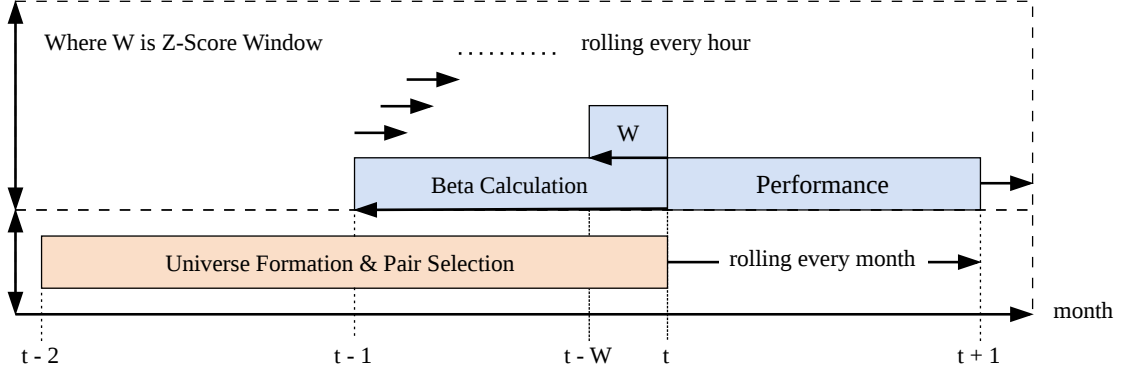 Where W is Z-Score Window
.......... rolling every hour
W
Beta Calculation
Performance
Universe Formation & Pair Selection
rolling every month
month
t - 2
t - 1
t - W
t
t + 1